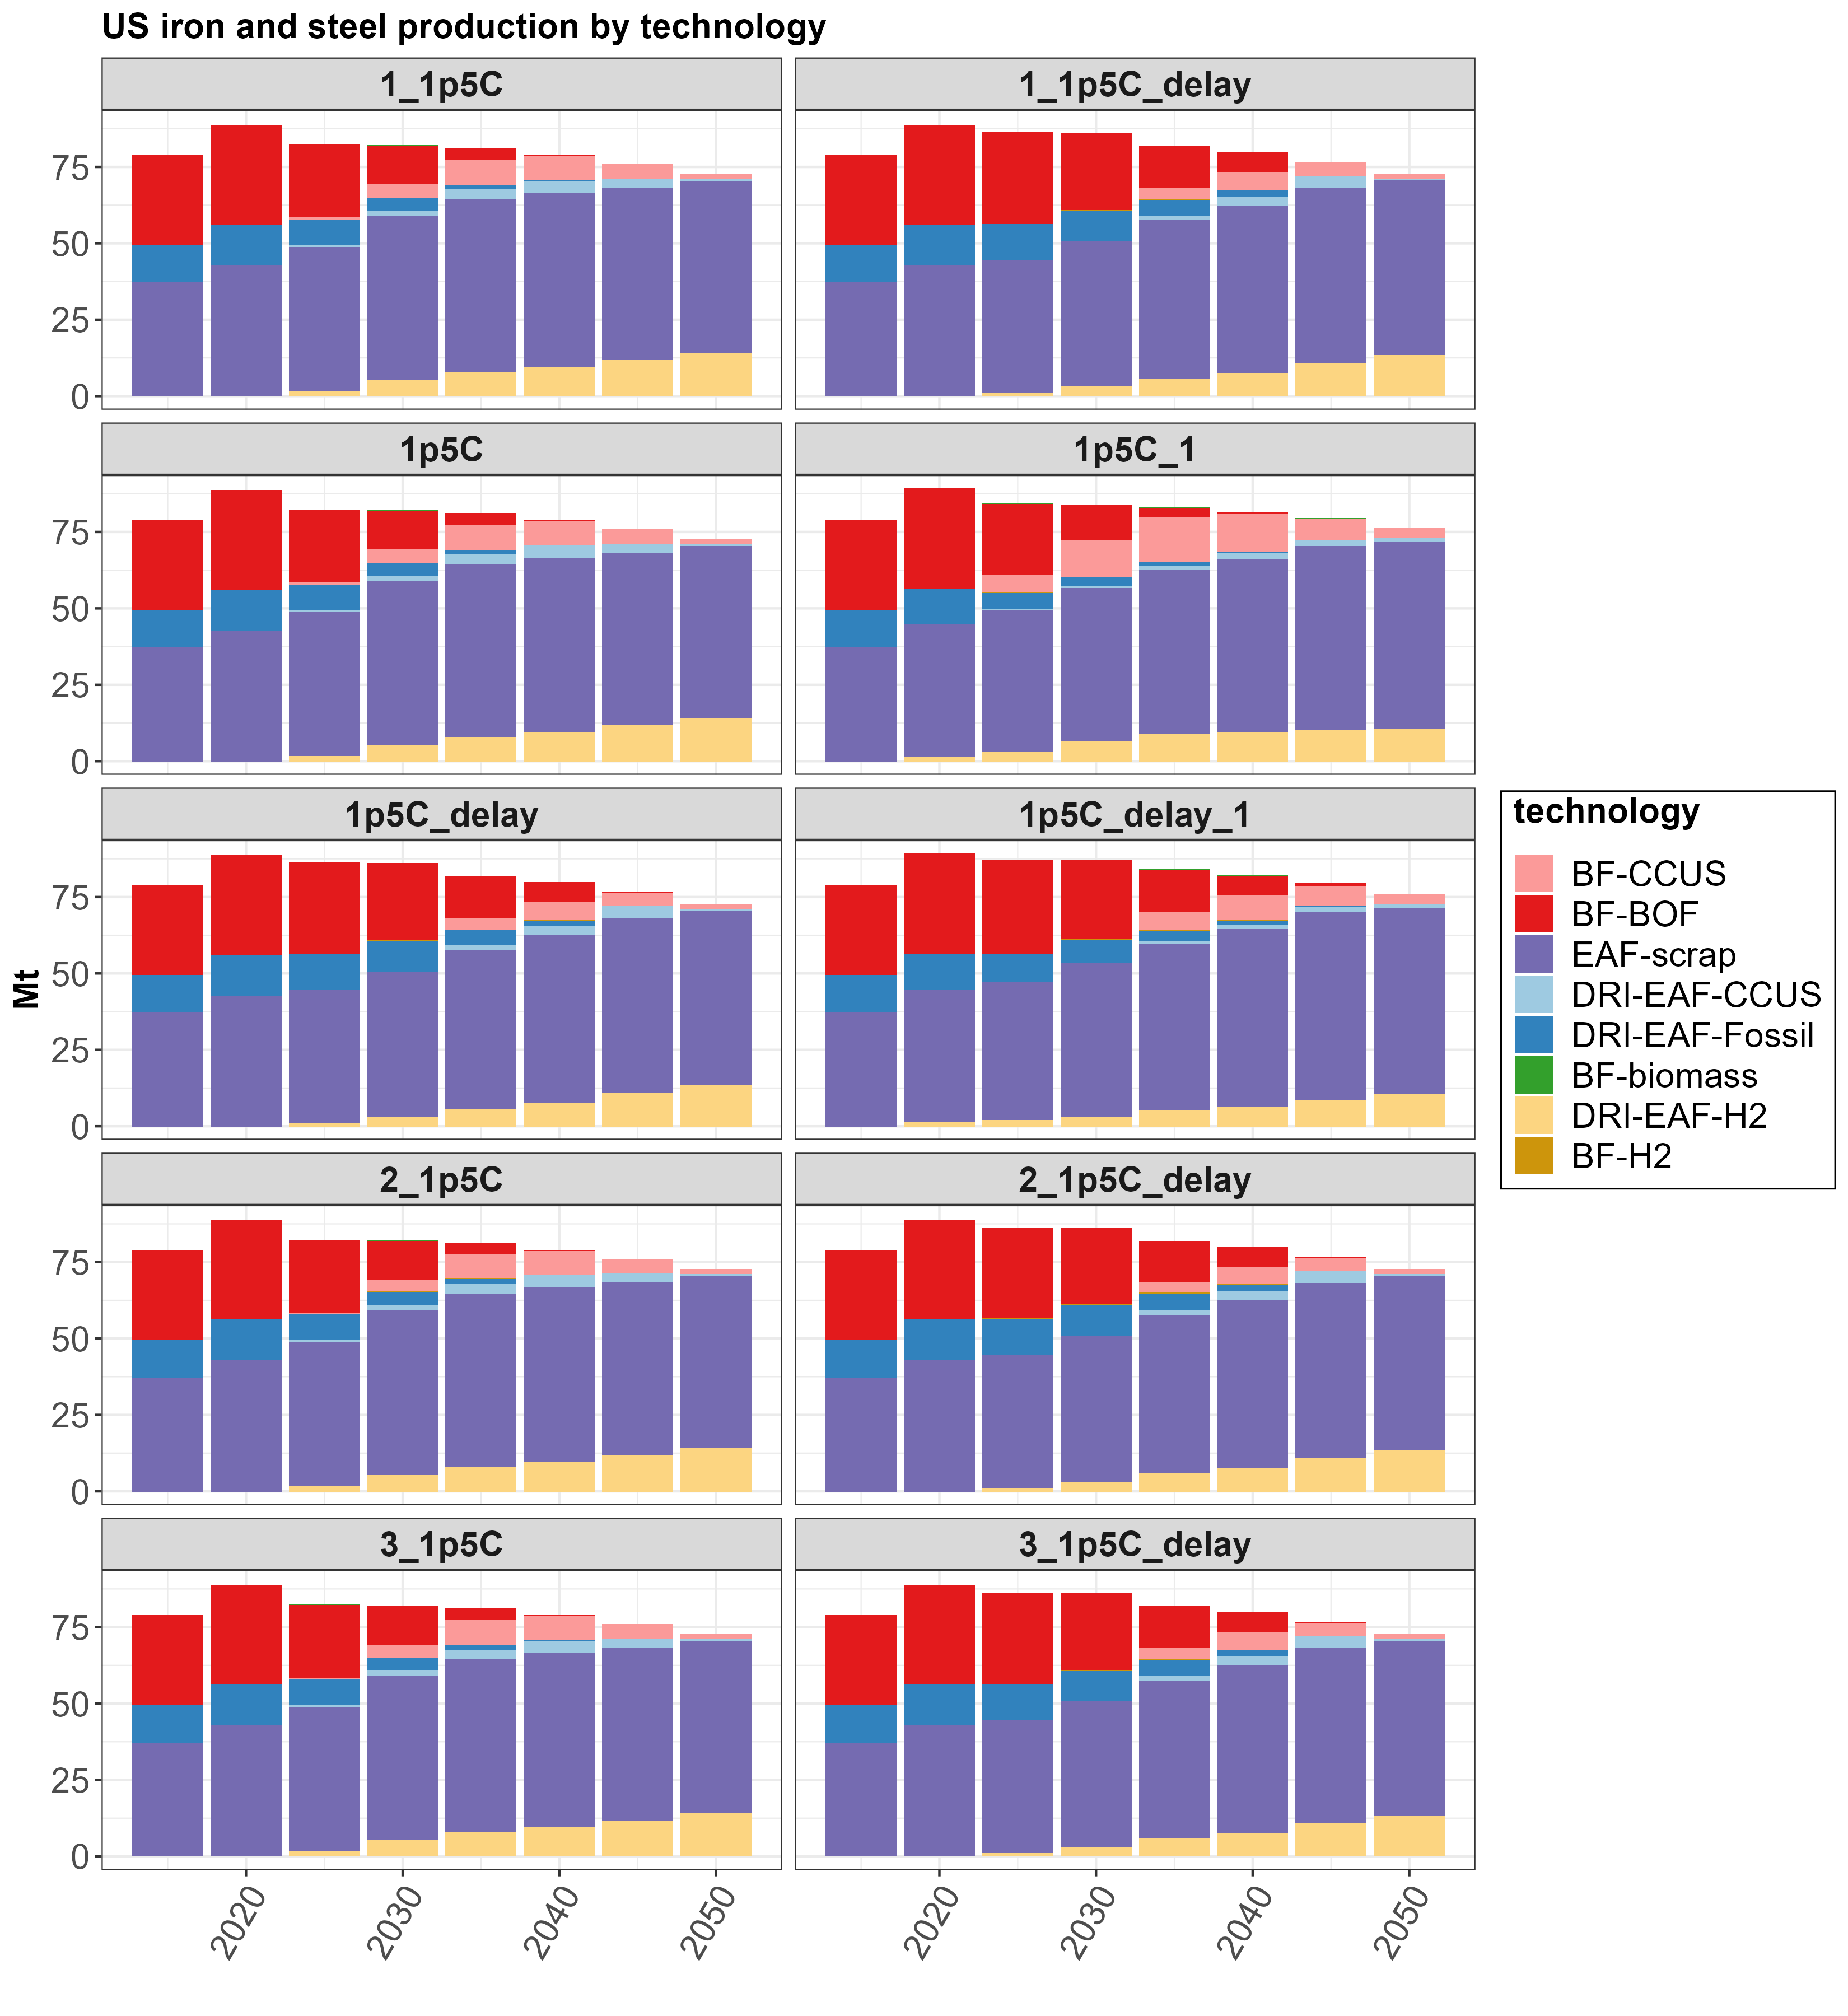 US iron and steel production by technology
1_1p5C
1_1p5C_delay
75
50
25
0
1p5C
1p5C_1
75
50
25
0
1p5C_delay
1p5C_delay_1
75
50
25
0
Mt
2_1p5C
2_1p5C_delay
75
50
25
0
3_1p5C
3_1p5C_delay
75
50
25
0
2020 2030 2040 2050 2020 2030 2040 2050
technology
BF-CCUS
BF-BOF
EAF-scrap
DRI-EAF-CCUS
DRI-EAF-Fossil
BF-biomass
DRI-EAF-H2
BF-H2